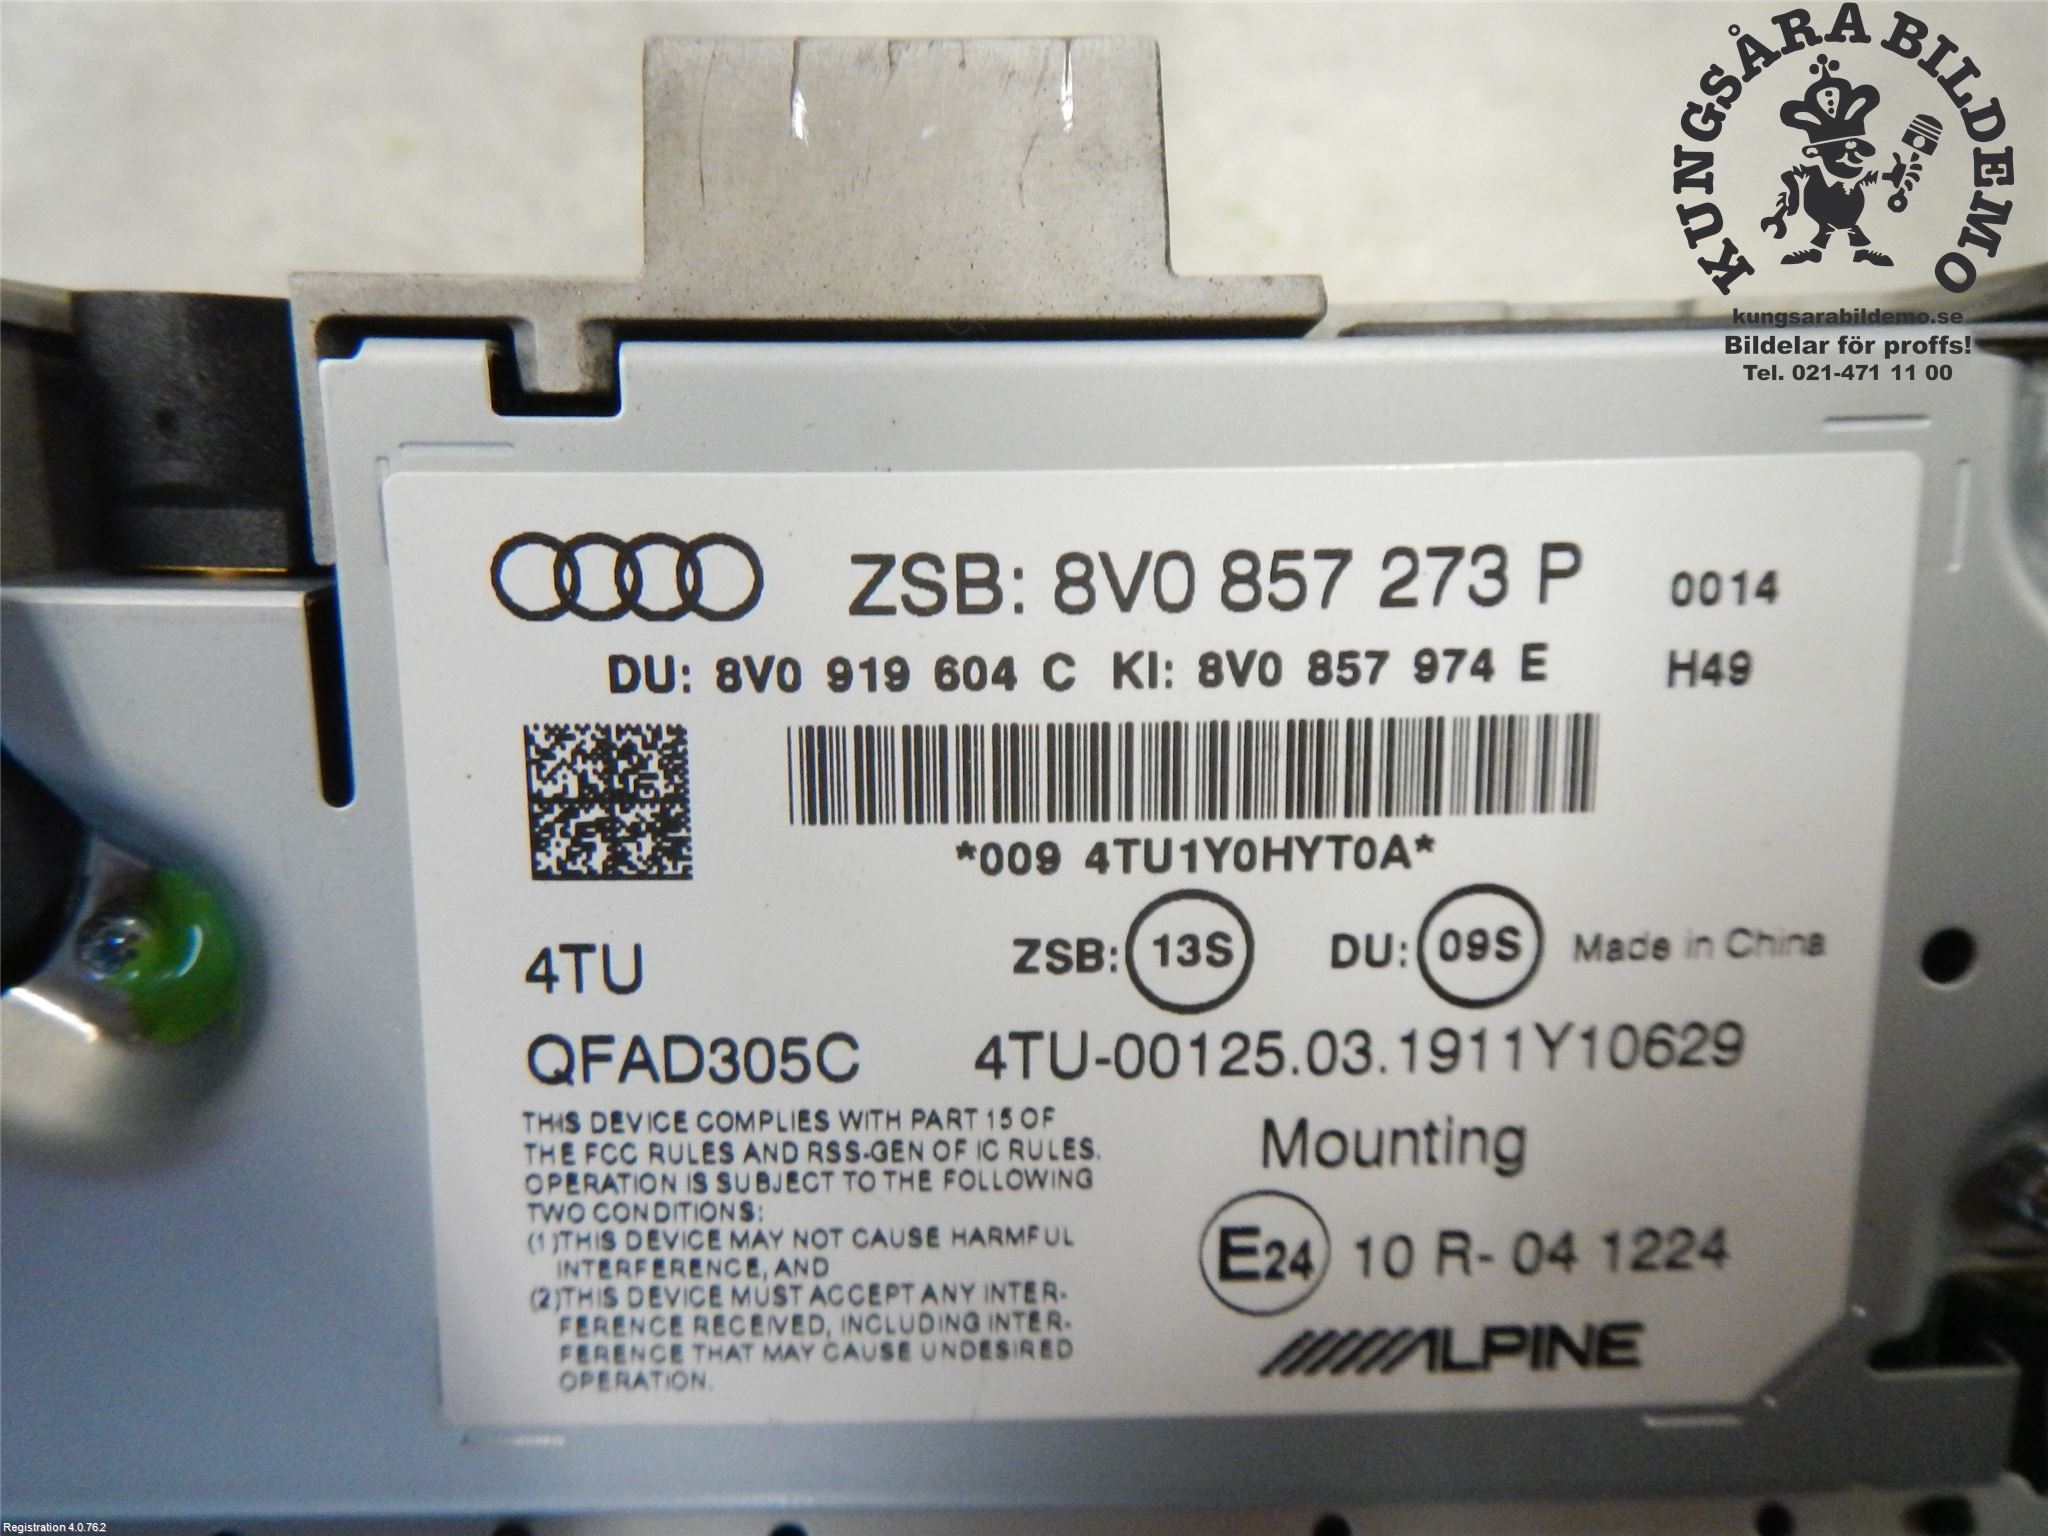 KUNGSÅRA BILDEMO
kungsarabildemo.se
Bildelar för proffs!
Tel. 021-471 11 00
ZSB: 8V0 857 273 P 0014
DU: 8V0 919 604 C KI: 8V0 857 974 E H49
*009 4TU1Y0HYT0A*
4TU ZSB: 13S DU: 09S Made in China
QFAD305C 4TU-00125.03.1911Y10629
THIS DEVICE COMPLIES WITH PART 15 OF
THE FCC RULES AND RSS-GEN OF IC RULES.
OPERATION IS SUBJECT TO THE FOLLOWING
TWO CONDITIONS:
(1)THIS DEVICE MAY NOT CAUSE HARMFUL
INTERFERENCE, AND
(2)THIS DEVICE MUST ACCEPT ANY INTER-
FERENCE RECEIVED, INCLUDING INTER-
FERENCE THAT MAY CAUSE UNDESIRED
OPERATION.
Mounting
E24 10 R- 04 1224
ALPINE
Registration 4.0.76.2